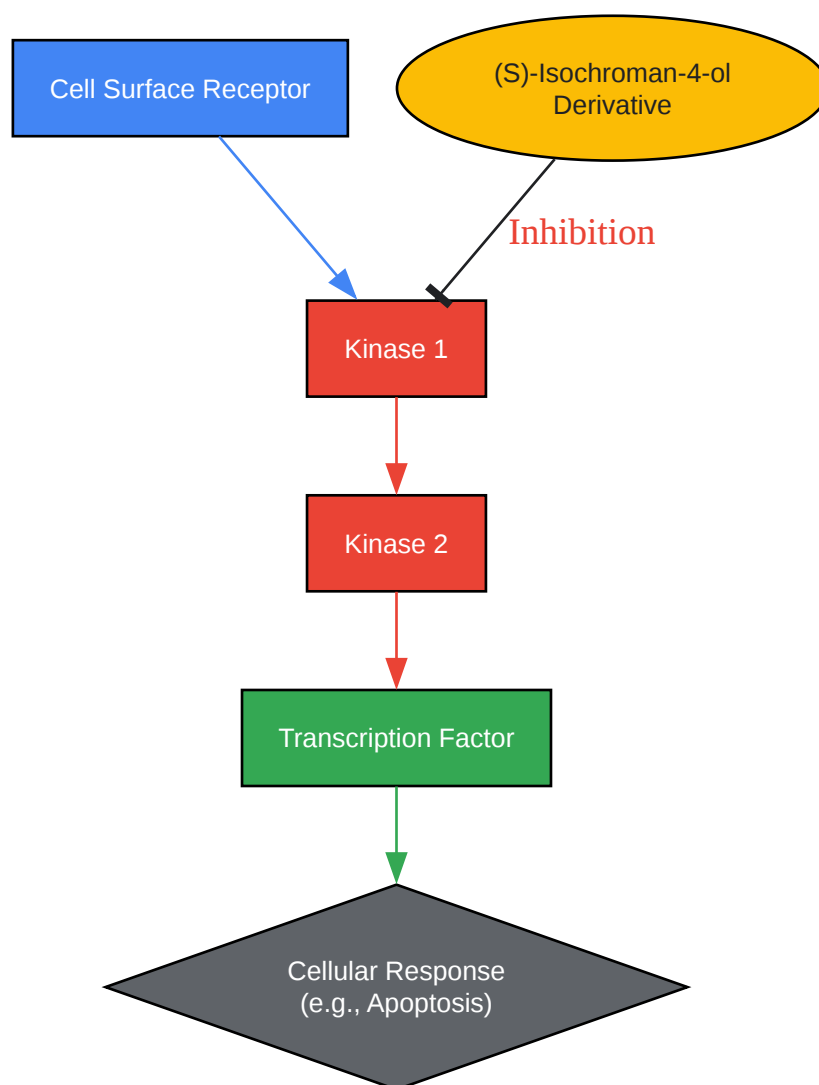 Cell Surface Receptor
(S)-Isochroman-4-ol
Derivative
Inhibition
Kinase 1
Kinase 2
Transcription Factor
Cellular Response
(e.g., Apoptosis)